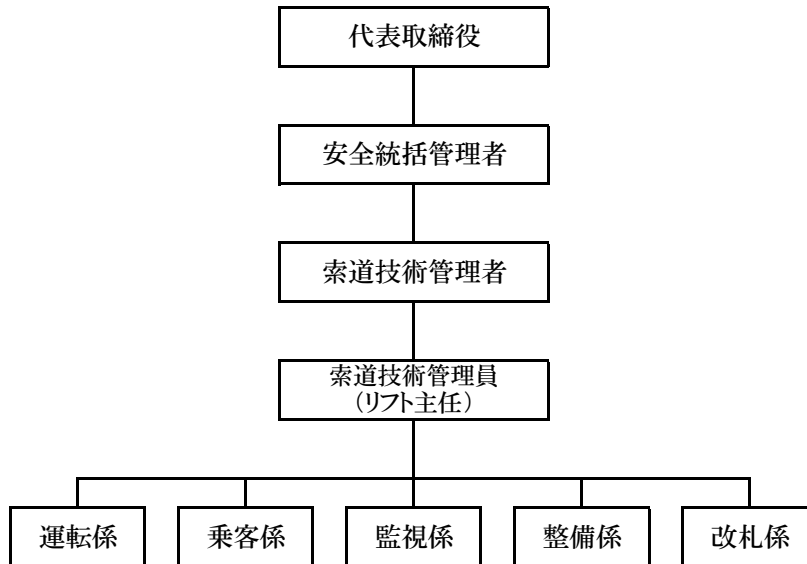 代表取締役
安全統括管理者
索道技術管理者
索道技術管理員
（リフト主任）
運転係
乗客係
監視係
整備係
改札係